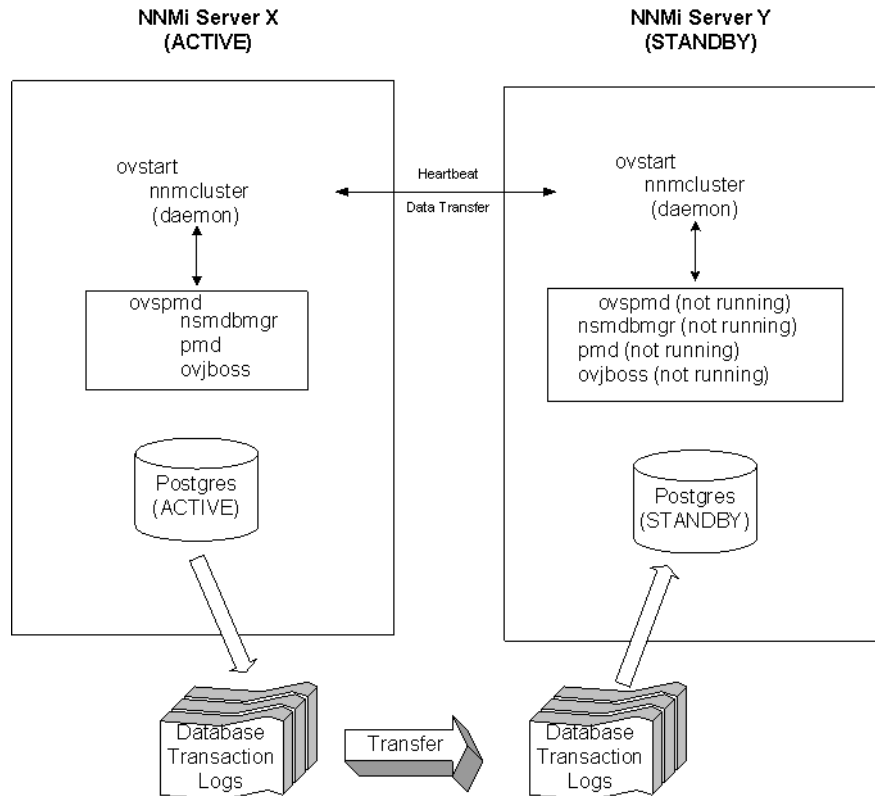 NNMi Server X
(ACTIVE)
NNMi Server Y
(STANDBY)
ovstart
nnmcluster
(daemon)
Heartbeat
Data Transfer
ovstart
nnmcluster
(daemon)
ovspmd
nsmdbmgr
pmd
ovjboss
ovspmd (not running)
nsmdbmgr (not running)
pmd (not running)
ovjboss (not running)
Postgres
(ACTIVE)
Postgres
(STANDBY)
Database
Transaction
Logs
Transfer
Database
Transaction
Logs